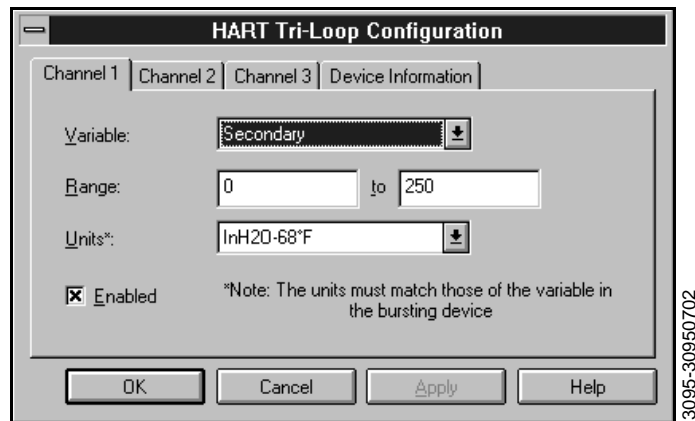 HART Tri-Loop Configuration
Channel 1 Channel 2 Channel 3 Device Information
Variable: Secondary
Range: 0 to 250
Units*: InH2O-68°F
Enabled
*Note: The units must match those of the variable in
the bursting device
OK Cancel Apply Help
3095-30950702